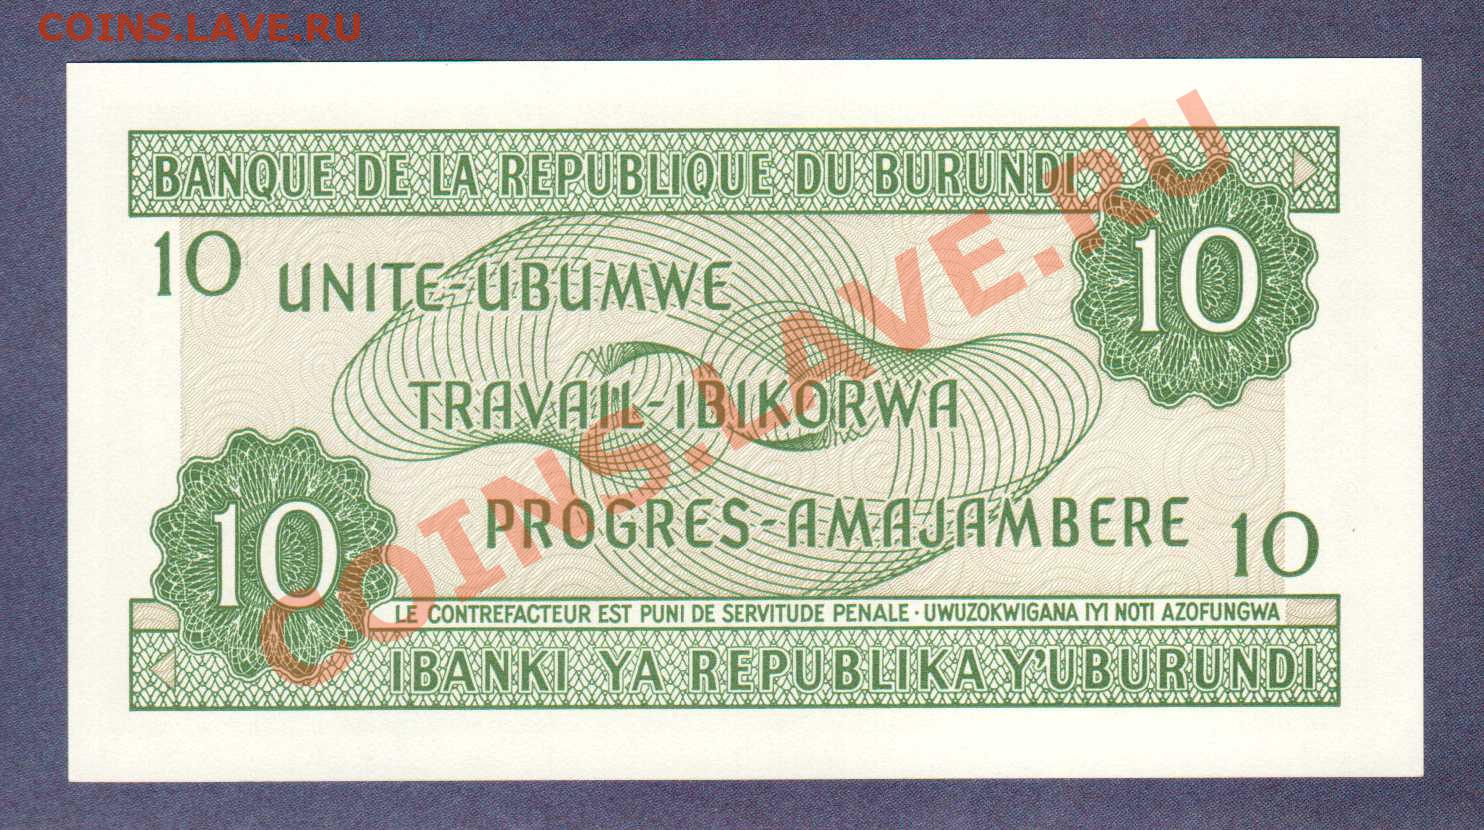 COINS.LAVE.RU
BANQUE DE LA REPUBLIQUE DU BURUNDI
10
10
UNITE-UBUMWE
TRAVAIL-IBIKORWA
PROGRES-AMAJAMBERE
10
10
LE CONTREFACTEUR EST PUNI DE SERVITUDE PENALE · UWUZOKWIGANA IYI NOTI AZOFUNGWA
IBANKI YA REPUBLIKA Y'UBURUNDI
COINS.LAVE.RU